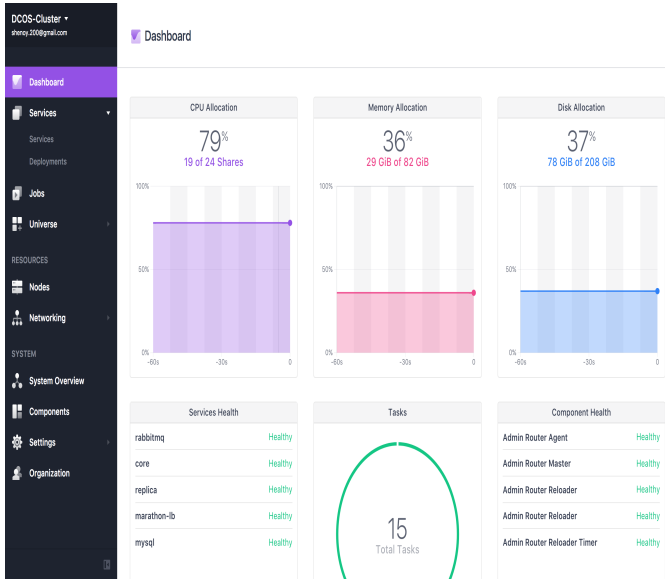 DCOS-Cluster
shenoy.200@gmail.com
Dashboard
Services
Services
Deployments
Jobs
Universe
RESOURCES
Nodes
Networking
SYSTEM
System Overview
Components
Settings
Organization
Dashboard
CPU Allocation
79%
19 of 24 Shares
100%
50%
0%
-60s -30s 0
Memory Allocation
36%
29 GiB of 82 GiB
100%
50%
0%
-60s -30s 0
Disk Allocation
37%
78 GiB of 208 GiB
100%
50%
0%
-60s -30s 0
Services Health
rabbitmq Healthy
core Healthy
replica Healthy
marathon-lb Healthy
mysql Healthy
Tasks
15
Total Tasks
Component Health
Admin Router Agent Healthy
Admin Router Master Healthy
Admin Router Reloader Healthy
Admin Router Reloader Healthy
Admin Router Reloader Timer Healthy